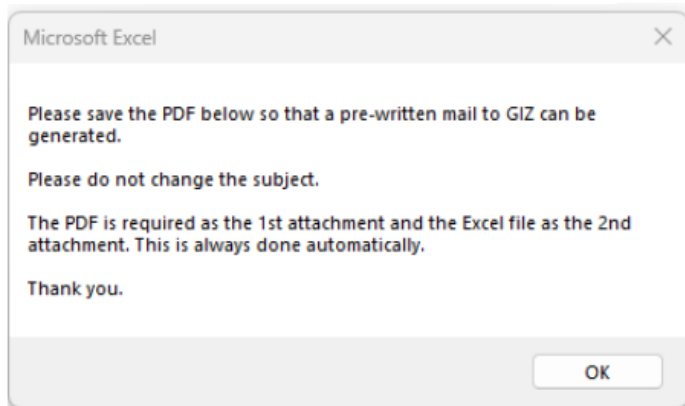 Microsoft Excel
Please save the PDF below so that a pre-written mail to GIZ can be
generated.
Please do not change the subject.
The PDF is required as the 1st attachment and the Excel file as the 2nd
attachment. This is always done automatically.
Thank you.
OK